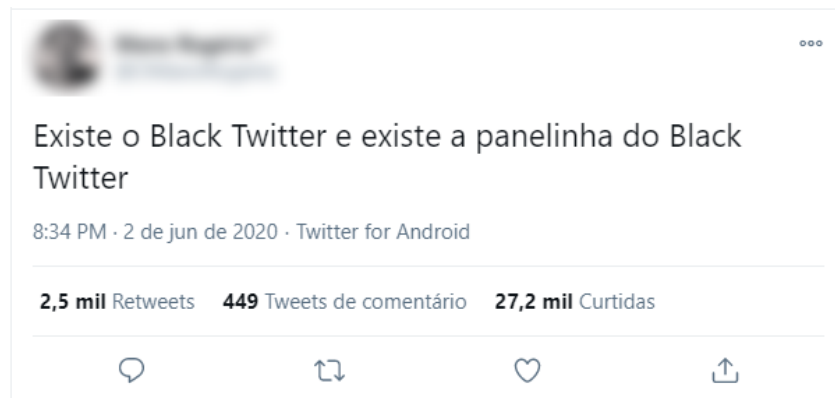 Existe o Black Twitter e existe a panelinha do Black
Twitter
8:34 PM · 2 de jun de 2020 · Twitter for Android
2,5 mil Retweets 449 Tweets de comentário 27,2 mil Curtidas